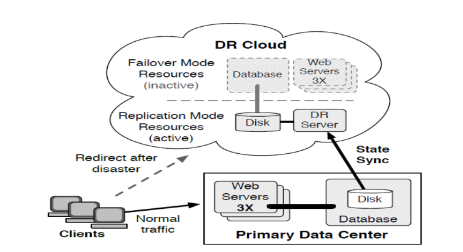 DR Cloud
Failover Mode
Resources
(inactive)
Database
Web
Servers
3X
Replication Mode
Resources
(active)
Disk
DR
Server
Redirect after
disaster
State
Sync
Clients
Normal
traffic
Web
Servers
3X
Disk
Database
Primary Data Center